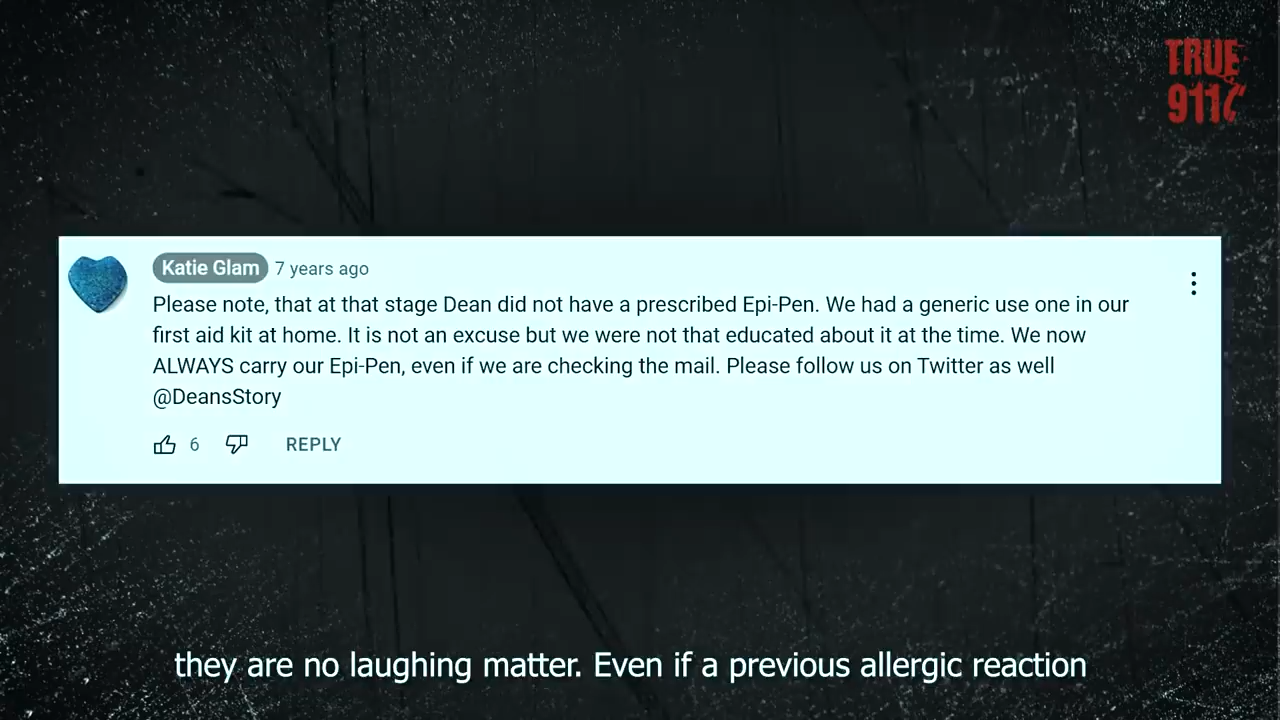 TRUE
911
Katie Glam 7 years ago
Please note, that at that stage Dean did not have a prescribed Epi-Pen. We had a generic use one in our
first aid kit at home. It is not an excuse but we were not that educated about it at the time. We now
ALWAYS carry our Epi-Pen, even if we are checking the mail. Please follow us on Twitter as well
@DeansStory
6 REPLY
they are no laughing matter. Even if a previous allergic reaction